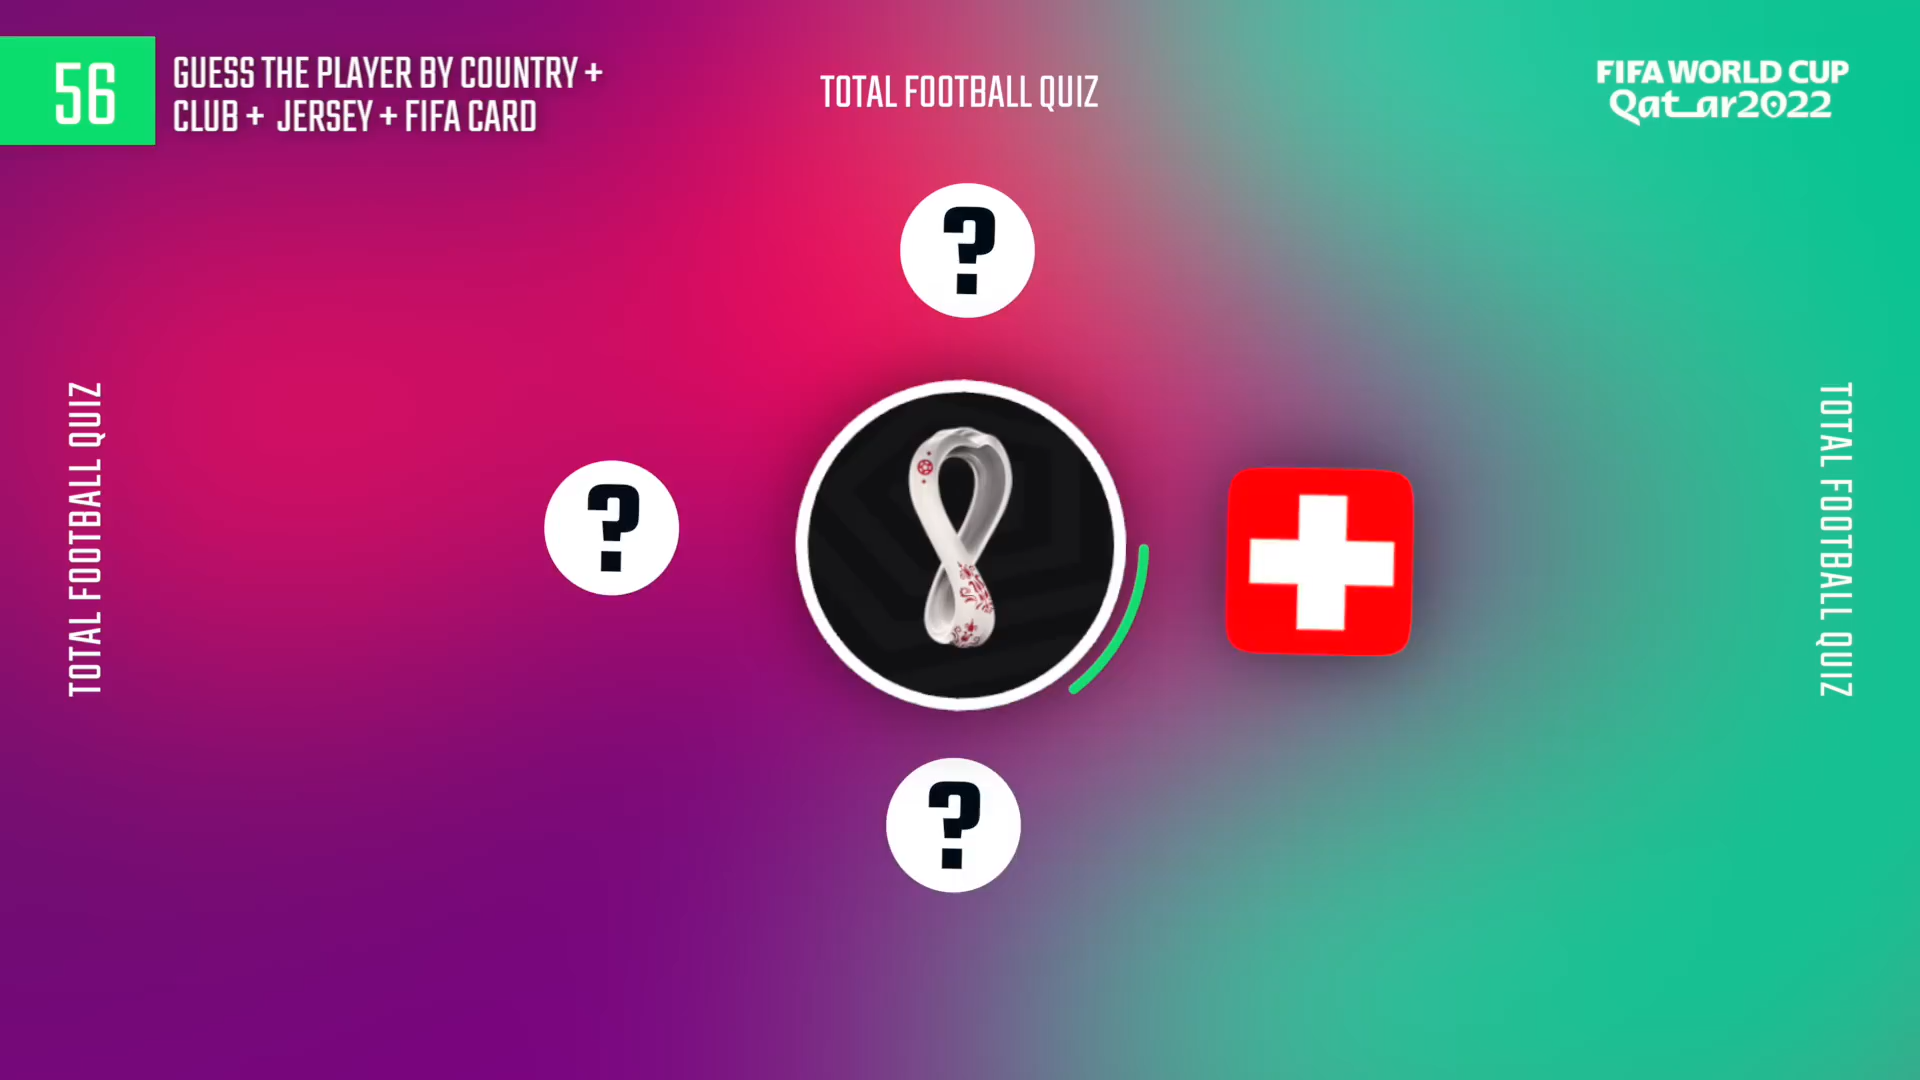 56
GUESS THE PLAYER BY COUNTRY +
CLUB + JERSEY + FIFA CARD
TOTAL FOOTBALL QUIZ
FIFA WORLD CUP
Qatar2022
?
TOTAL FOOTBALL QUIZ
?
TOTAL FOOTBALL QUIZ
?